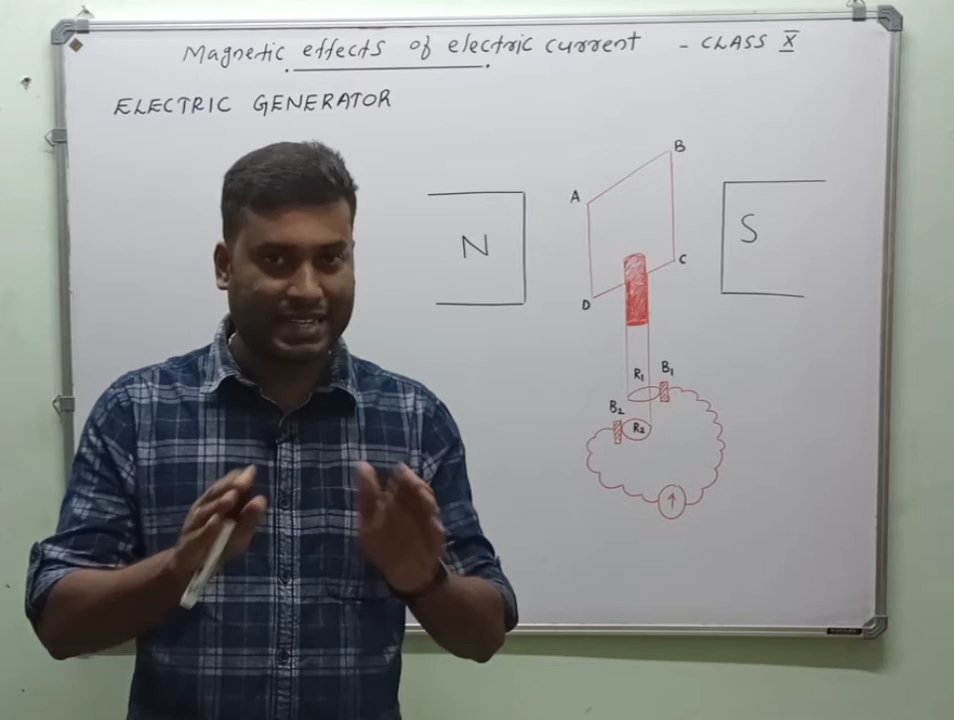 Magnetic effects of electric current - CLASS X
ELECTRIC GENERATOR
B
A
N
S
C
D
R1 B1
B2
R2